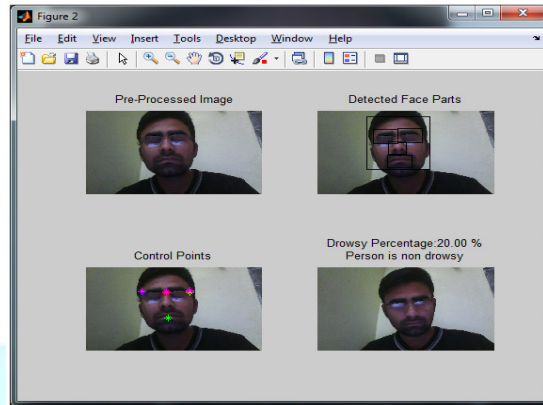 Figure 2
File Edit View Insert Tools Desktop Window Help
Pre-Processed Image
Detected Face Parts
Control Points
Drowsy Percentage:20.00 %
Person is non drowsy